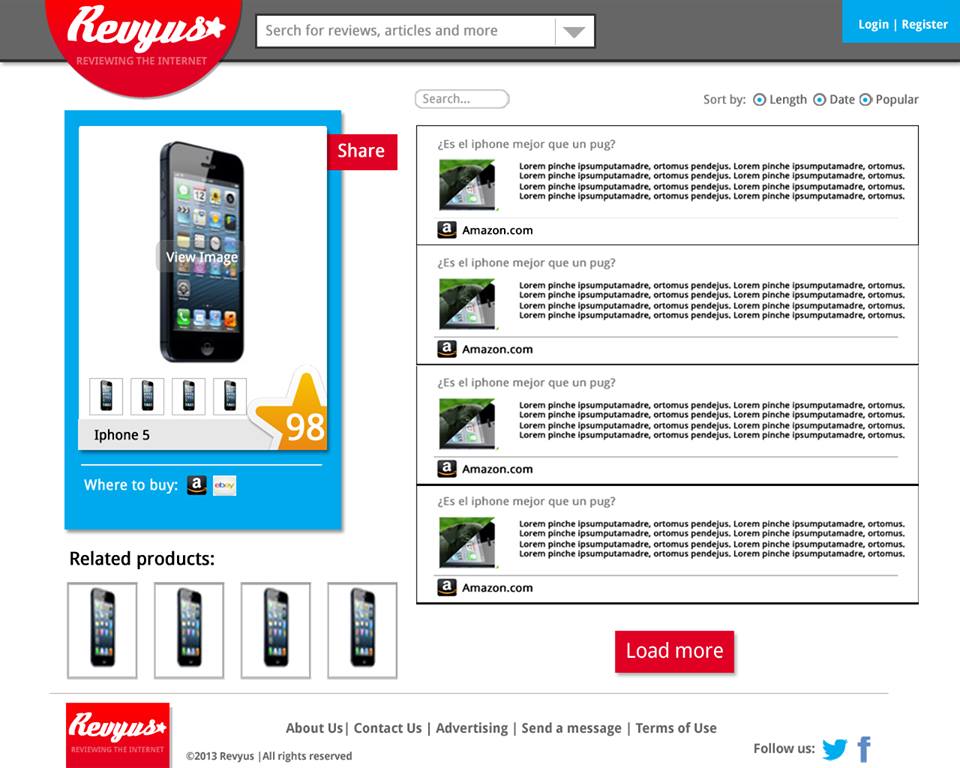 Revyus
REVIEWING THE INTERNET
Serch for reviews, articles and more
Login | Register
Search...
Sort by: Length Date Popular
Share
View Image
98
Iphone 5
Where to buy: a ebay
Related products:
¿Es el iphone mejor que un pug?
Lorem pinche ipsumputamadre, ortomus pendejus. Lorem pinche ipsumputamadre, ortomus.
Lorem pinche ipsumputamadre, ortomus pendejus. Lorem pinche ipsumputamadre, ortomus.
Lorem pinche ipsumputamadre, ortomus pendejus. Lorem pinche ipsumputamadre, ortomus.
Lorem pinche ipsumputamadre, ortomus pendejus. Lorem pinche ipsumputamadre, ortomus.
a Amazon.com
¿Es el iphone mejor que un pug?
Lorem pinche ipsumputamadre, ortomus pendejus. Lorem pinche ipsumputamadre, ortomus.
Lorem pinche ipsumputamadre, ortomus pendejus. Lorem pinche ipsumputamadre, ortomus.
Lorem pinche ipsumputamadre, ortomus pendejus. Lorem pinche ipsumputamadre, ortomus.
Lorem pinche ipsumputamadre, ortomus pendejus. Lorem pinche ipsumputamadre, ortomus.
a Amazon.com
¿Es el iphone mejor que un pug?
Lorem pinche ipsumputamadre, ortomus pendejus. Lorem pinche ipsumputamadre, ortomus.
Lorem pinche ipsumputamadre, ortomus pendejus. Lorem pinche ipsumputamadre, ortomus.
Lorem pinche ipsumputamadre, ortomus pendejus. Lorem pinche ipsumputamadre, ortomus.
Lorem pinche ipsumputamadre, ortomus pendejus. Lorem pinche ipsumputamadre, ortomus.
a Amazon.com
¿Es el iphone mejor que un pug?
Lorem pinche ipsumputamadre, ortomus pendejus. Lorem pinche ipsumputamadre, ortomus.
Lorem pinche ipsumputamadre, ortomus pendejus. Lorem pinche ipsumputamadre, ortomus.
Lorem pinche ipsumputamadre, ortomus pendejus. Lorem pinche ipsumputamadre, ortomus.
Lorem pinche ipsumputamadre, ortomus pendejus. Lorem pinche ipsumputamadre, ortomus.
a Amazon.com
Load more
Revyus
REVIEWING THE INTERNET
About Us| Contact Us | Advertising | Send a message | Terms of Use
©2013 Revyus |All rights reserved
Follow us: f